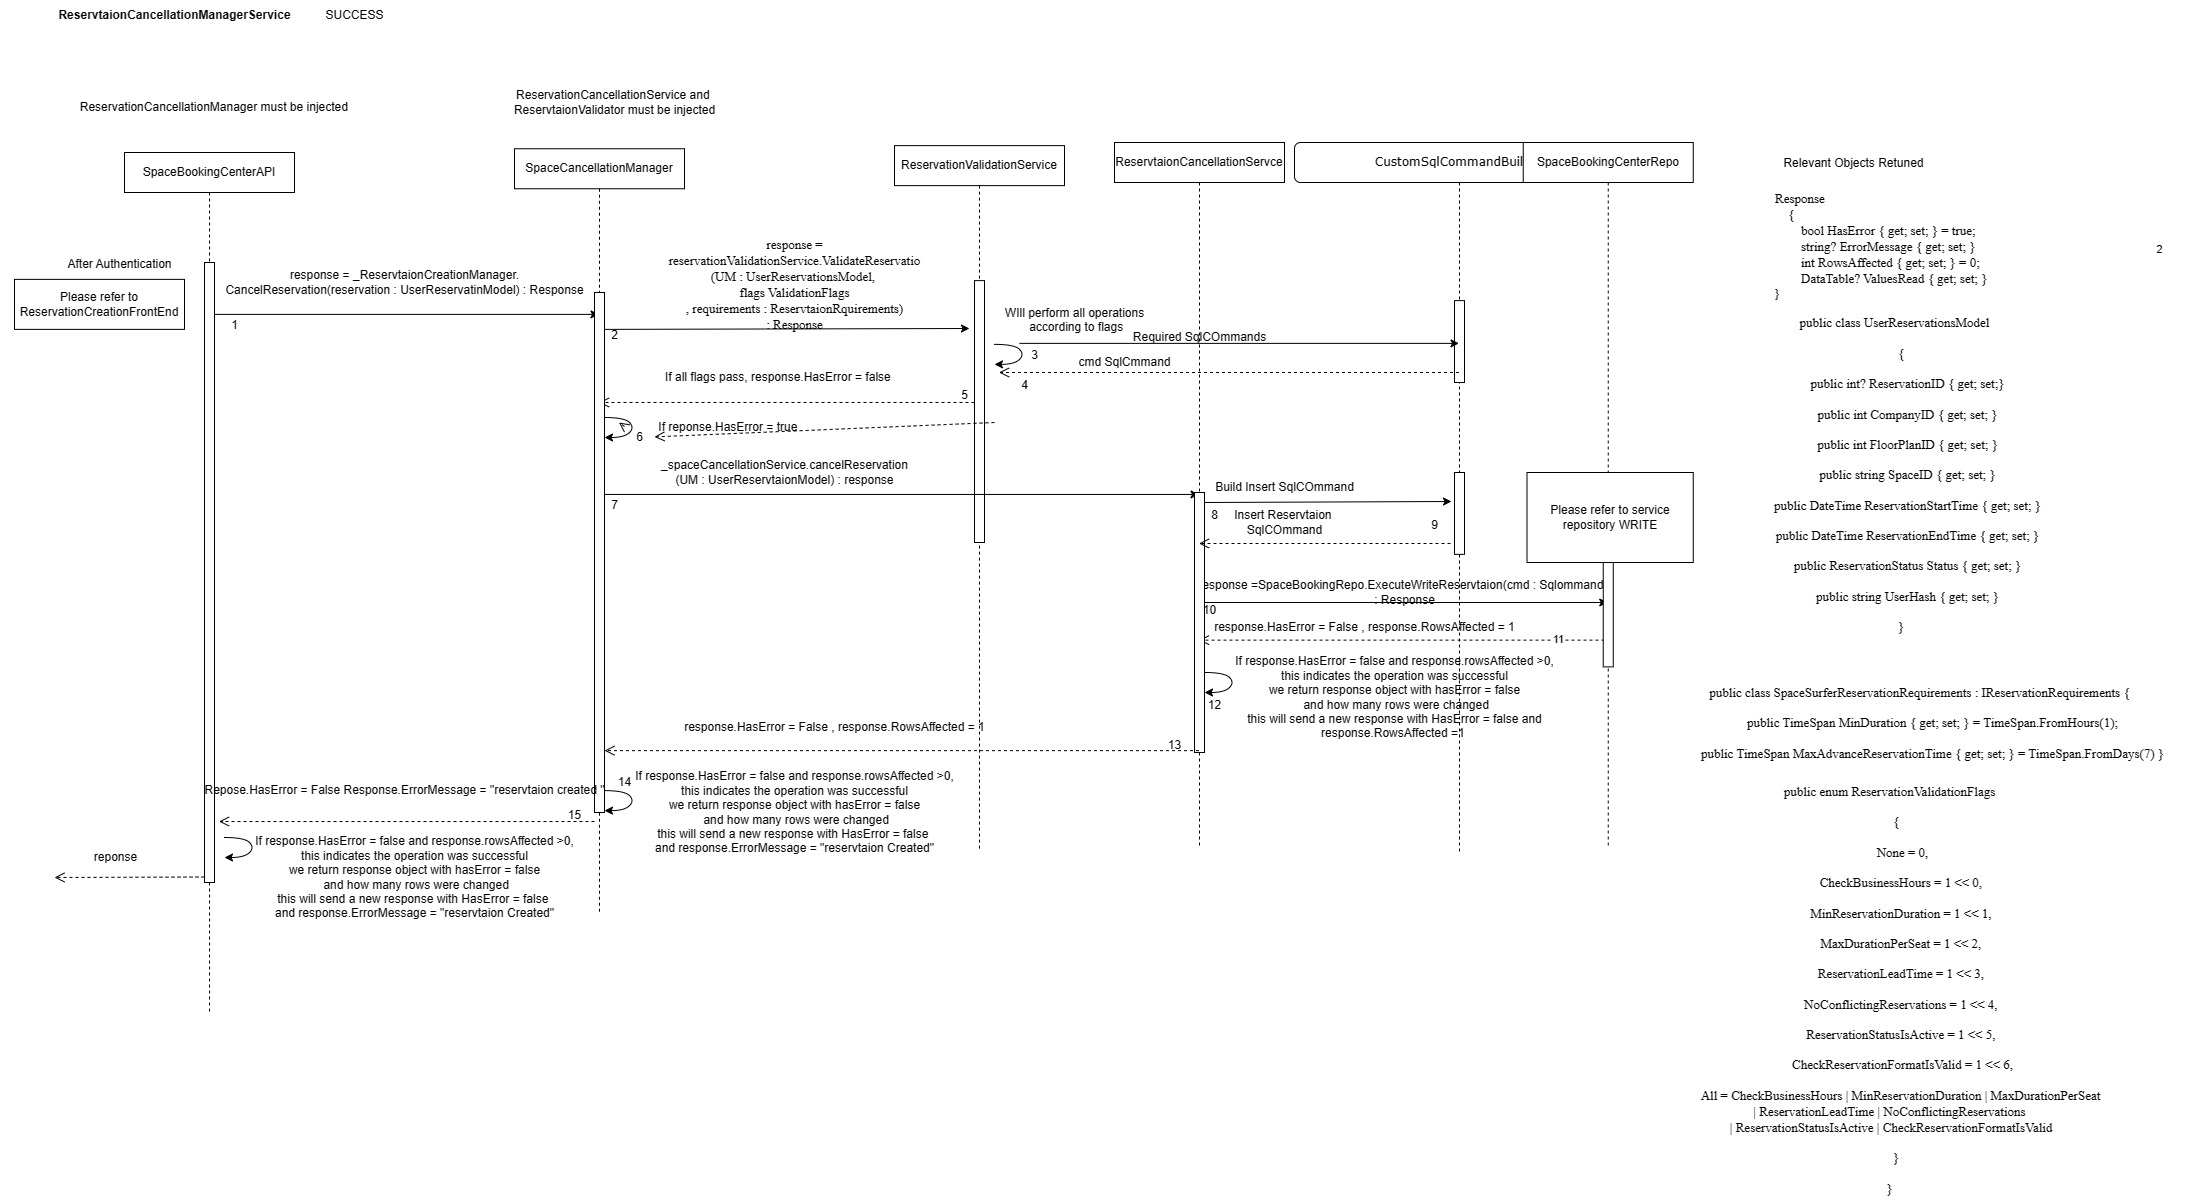 ReservtaionCancellationManagerService SUCCESS
ReservationCancellationManager must be injected
ReservationCancellationService and
ReservtaionValidator must be injected
SpaceBookingCenterAPI
SpaceCancellationManager
ReservationValidationService
ReservtaionCancellationServce
CustomSqlCommandBuil
SpaceBookingCenterRepo
After Authentication
Please refer to
ReservationCreationFrontEnd
response = _ReservtaionCreationManager.
CancelReservation(reservation : UserReservatinModel) : Response
1
response =
reservationValidationService.ValidateReservatio
(UM : UserReservationsModel,
flags ValidationFlags
, requirements : ReservtaionRquirements)
: Response
2
WIll perform all operations
according to flags
Required SqlCOmmands
3
cmd SqlCmmand
4
If all flags pass, response.HasError = false
5
If reponse.HasError = true
6
_spaceCancellationService.cancelReservation
(UM : UserReservtaionModel) : response
7
Build Insert SqlCOmmand
8
Insert Reservtaion
SqlCOmmand
9
Please refer to service
repository WRITE
esponse =SpaceBookingRepo.ExecuteWriteReservtaion(cmd : Sqlommand
: Response
10
response.HasError = False , response.RowsAffected = 1
11
If response.HasError = false and response.rowsAffected >0,
this indicates the operation was successful
we return response object with hasError = false
and how many rows were changed
this will send a new response with HasError = false and
response.RowsAffected =1
12
response.HasError = False , response.RowsAffected = 1
13
14
If response.HasError = false and response.rowsAffected >0,
this indicates the operation was successful
we return response object with hasError = false
and how many rows were changed
this will send a new response with HasError = false
and response.ErrorMessage = "reservtaion Created"
Repose.HasError = False Response.ErrorMessage = "reservtaion created "
15
If response.HasError = false and response.rowsAffected >0,
this indicates the operation was successful
we return response object with hasError = false
and how many rows were changed
this will send a new response with HasError = false
and response.ErrorMessage = "reservtaion Created"
reponse
Relevant Objects Retuned
Response
{
bool HasError { get; set; } = true;
string? ErrorMessage { get; set; }
int RowsAffected { get; set; } = 0;
DataTable? ValuesRead { get; set; }
}
2
public class UserReservationsModel
{
public int? ReservationID { get; set;}
public int CompanyID { get; set; }
public int FloorPlanID { get; set; }
public string SpaceID { get; set; }
public DateTime ReservationStartTime { get; set; }
public DateTime ReservationEndTime { get; set; }
public ReservationStatus Status { get; set; }
public string UserHash { get; set; }
}
public class SpaceSurferReservationRequirements : IReservationRequirements {
public TimeSpan MinDuration { get; set; } = TimeSpan.FromHours(1);
public TimeSpan MaxAdvanceReservationTime { get; set; } = TimeSpan.FromDays(7) }
public enum ReservationValidationFlags
{
None = 0,
CheckBusinessHours = 1 << 0,
MinReservationDuration = 1 << 1,
MaxDurationPerSeat = 1 << 2,
ReservationLeadTime = 1 << 3,
NoConflictingReservations = 1 << 4,
ReservationStatusIsActive = 1 << 5,
CheckReservationFormatIsValid = 1 << 6,
All = CheckBusinessHours | MinReservationDuration | MaxDurationPerSeat
| ReservationLeadTime | NoConflictingReservations
| ReservationStatusIsActive | CheckReservationFormatIsValid
}
}